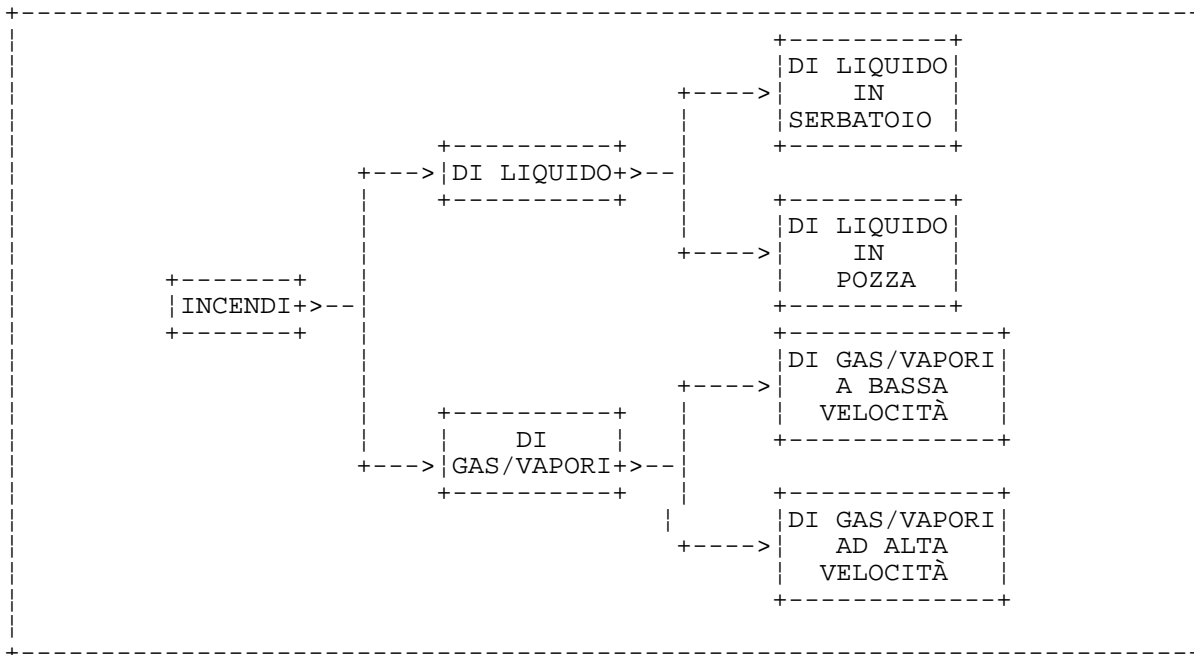 DI LIQUIDO
IN
SERBATOIO
DI LIQUIDO
DI LIQUIDO
IN
POZZA
INCENDI
DI GAS/VAPORI
A BASSA
VELOCITÀ
DI
GAS/VAPORI
DI GAS/VAPORI
AD ALTA
VELOCITÀ